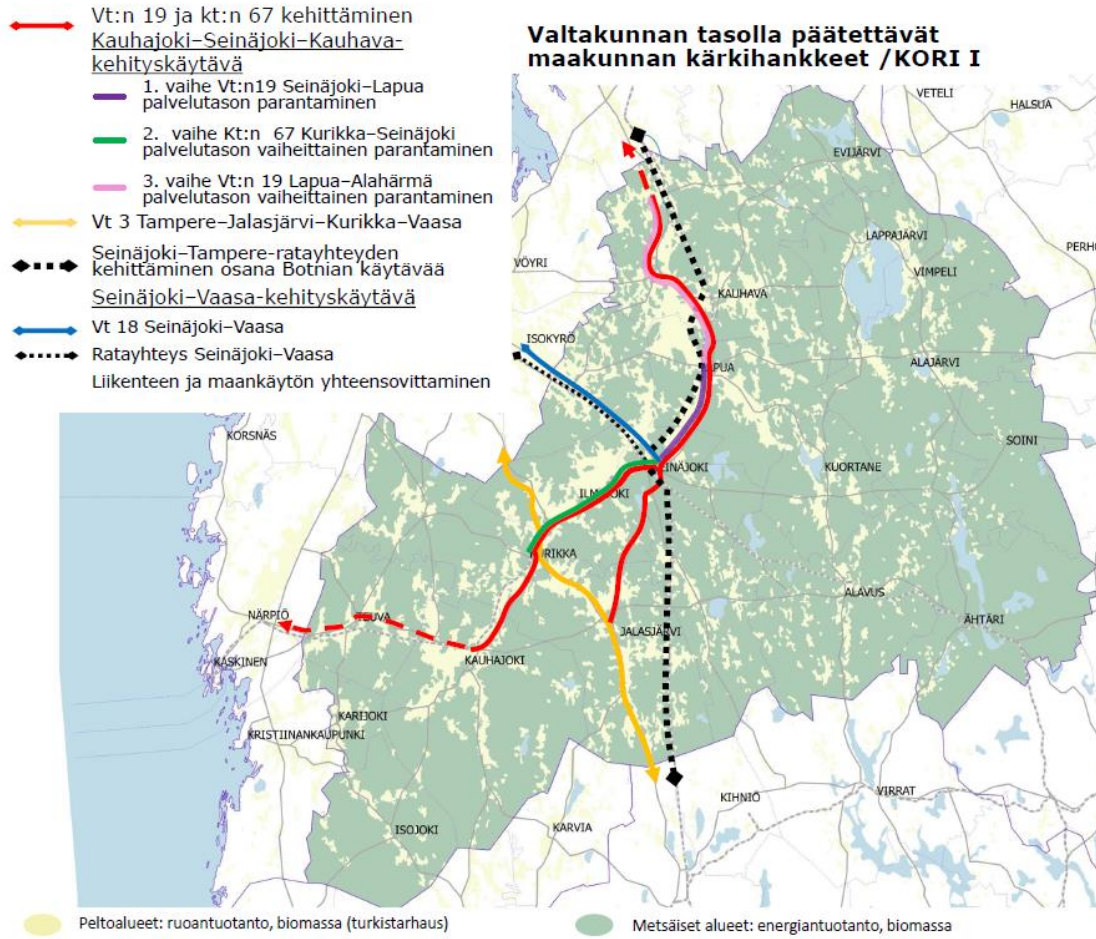 Vt:n 19 ja kt:n 67 kehittäminen
Kauhajoki–Seinäjoki–Kauhava-
kehityskäytävä
1. vaihe Vt:n19 Seinäjoki–Lapua
palvelutason parantaminen
2. vaihe Kt:n 67 Kurikka–Seinäjoki
palvelutason vaiheittainen parantaminen
3. vaihe Vt:n 19 Lapua–Alahärmä
palvelutason vaiheittainen parantaminen
Vt 3 Tampere–Jalasjärvi–Kurikka–Vaasa
Seinäjoki–Tampere-ratayhteyden
kehittäminen osana Botnian käytävää
Seinäjoki–Vaasa-kehityskäytävä
Vt 18 Seinäjoki–Vaasa
Ratayhteys Seinäjoki–Vaasa
Liikenteen ja maankäytön yhteensovittaminen
Valtakunnan tasolla päätettävät
maakunnan kärkihankkeet /KORI I
VETELI
HALSUA
EVIJÄRVI
LAPPAJÄRVI
PERHO
VÖYRI
VIMPELI
KAUHAVA
ISOKYRÖ
ALAJÄRVI
KORSNÄS
SOINI
KUORTANE
ALAVUS
ÄHTÄRI
NÄRPIÖ
JALASJÄRVI
KAUHAJOKI
KASKINEN
KARIJOKI
KRISTIINANKAUPUNKI
KIHNIÖ
VIRRAT
ISOJOKI
KARVIA
Peltoalueet: ruoantuotanto, biomassa (turkistarhaus)
Metsäiset alueet: energiantuotanto, biomassa